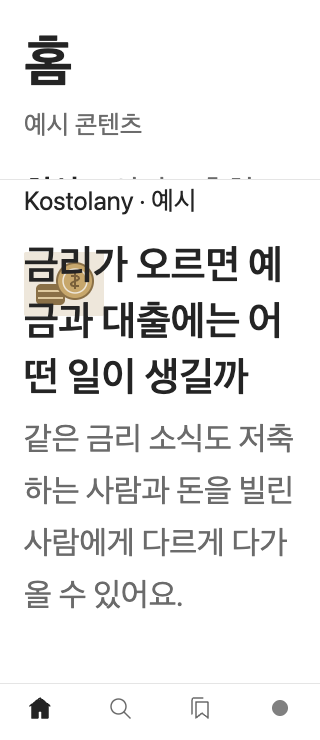 홈
예시 콘텐츠
Kostolany · 예시
금리가 오르면 예
금과 대출에는 어
떤 일이 생길까
같은 금리 소식도 저축
하는 사람과 돈을 빌린
사람에게 다르게 다가
올 수 있어요.